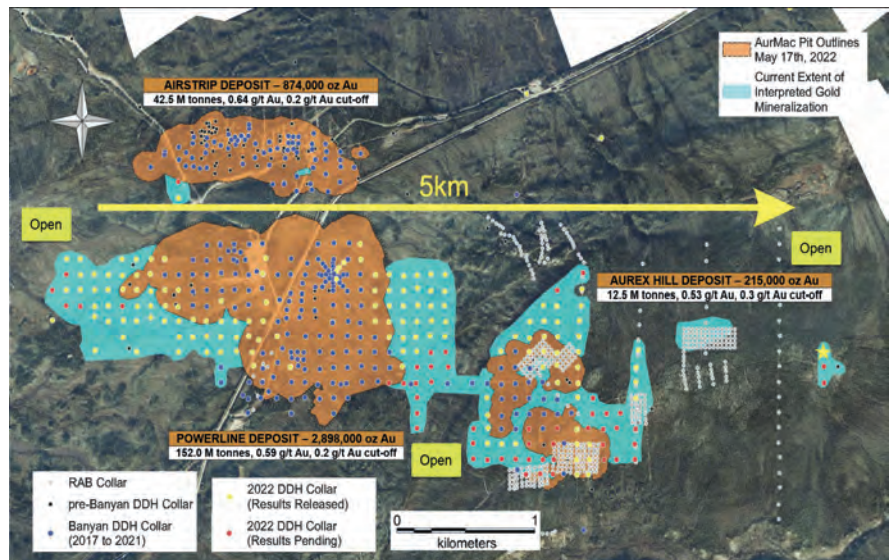 AIRSTRIP DEPOSIT – 874,000 oz Au
42.5 M tonnes, 0.64 g/t Au, 0.2 g/t Au cut-off
AurMac Pit Outlines
May 17th, 2022
Current Extent of
Interpreted Gold
Mineralization
5km
Open
Open
AUREX HILL DEPOSIT – 215,000 oz Au
12.5 M tonnes, 0.53 g/t Au, 0.3 g/t Au cut-off
POWERLINE DEPOSIT – 2,898,000 oz Au
152.0 M tonnes, 0.59 g/t Au, 0.2 g/t Au cut-off
Open
RAB Collar
pre-Banyan DDH Collar
Banyan DDH Collar
(2017 to 2021)
2022 DDH Collar
(Results Released)
2022 DDH Collar
(Results Pending)
0 1
kilometers